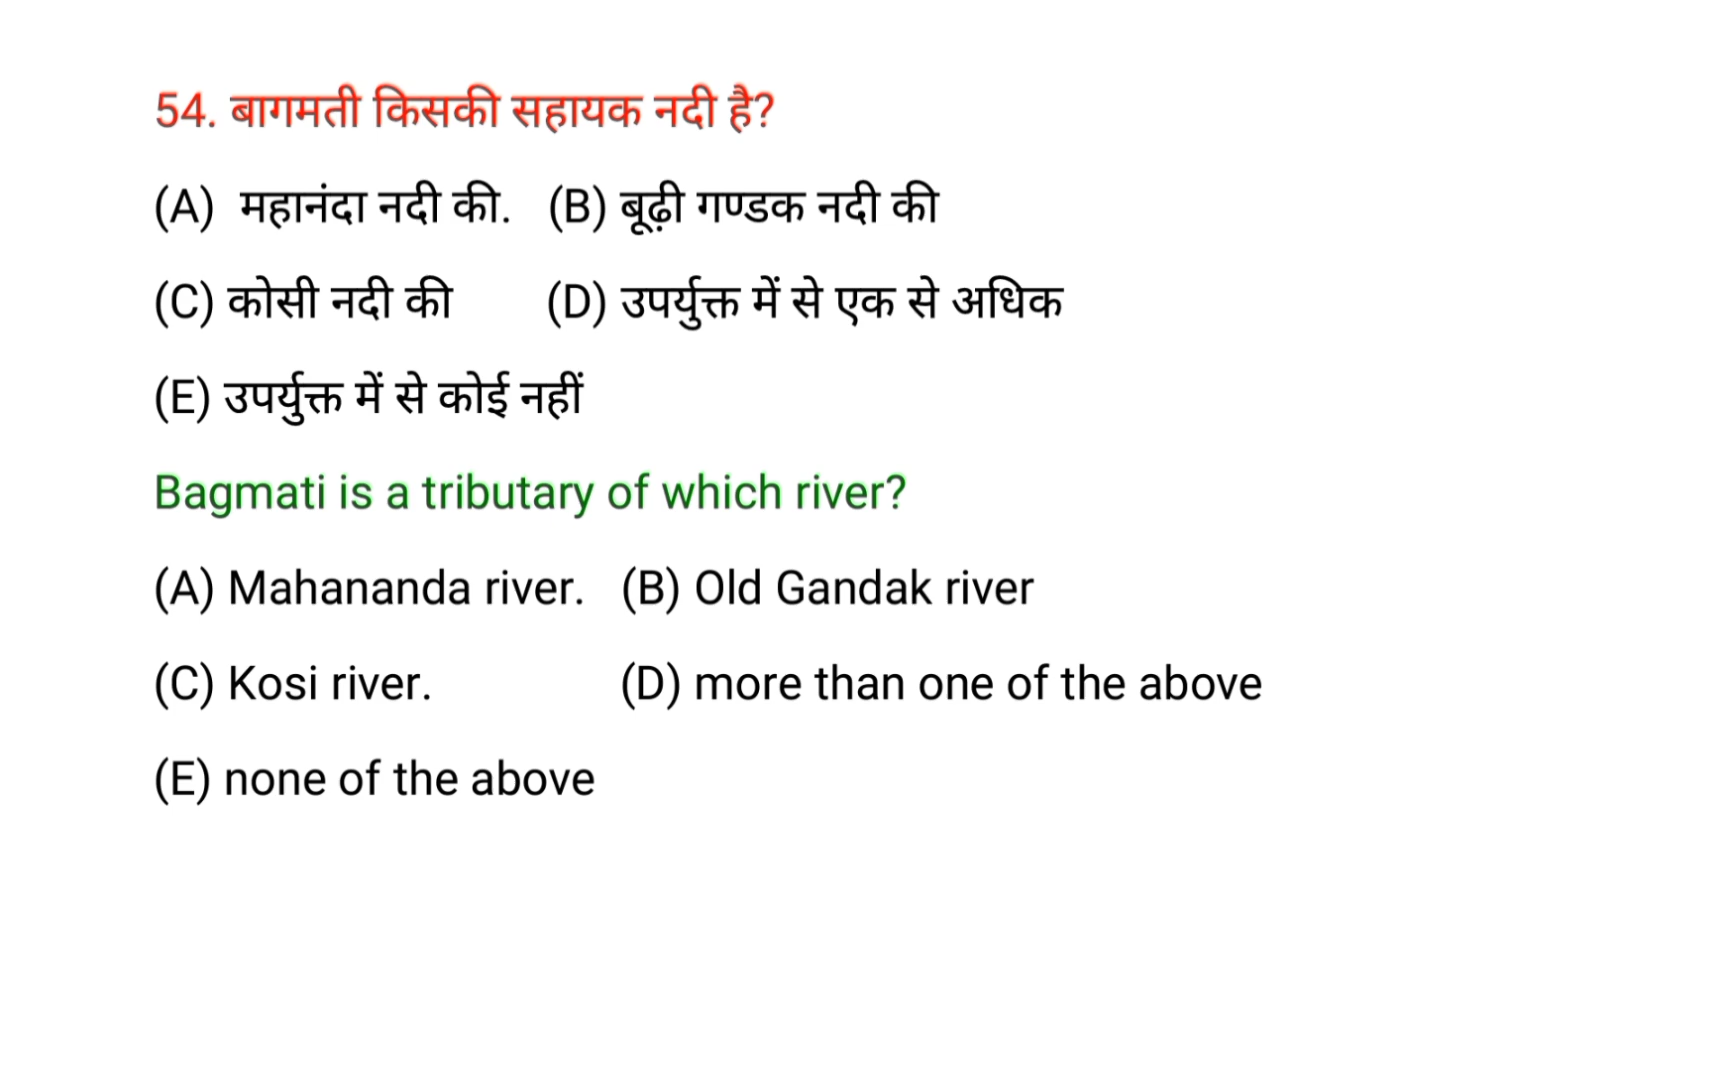 54. बागमती किसकी सहायक नदी है?
(A) महानंदा नदी की. (B) बूढ़ी गण्डक नदी की
(C) कोसी नदी की (D) उपर्युक्त में से एक से अधिक
(E) उपर्युक्त में से कोई नहीं
Bagmati is a tributary of which river?
(A) Mahananda river. (B) Old Gandak river
(C) Kosi river. (D) more than one of the above
(E) none of the above